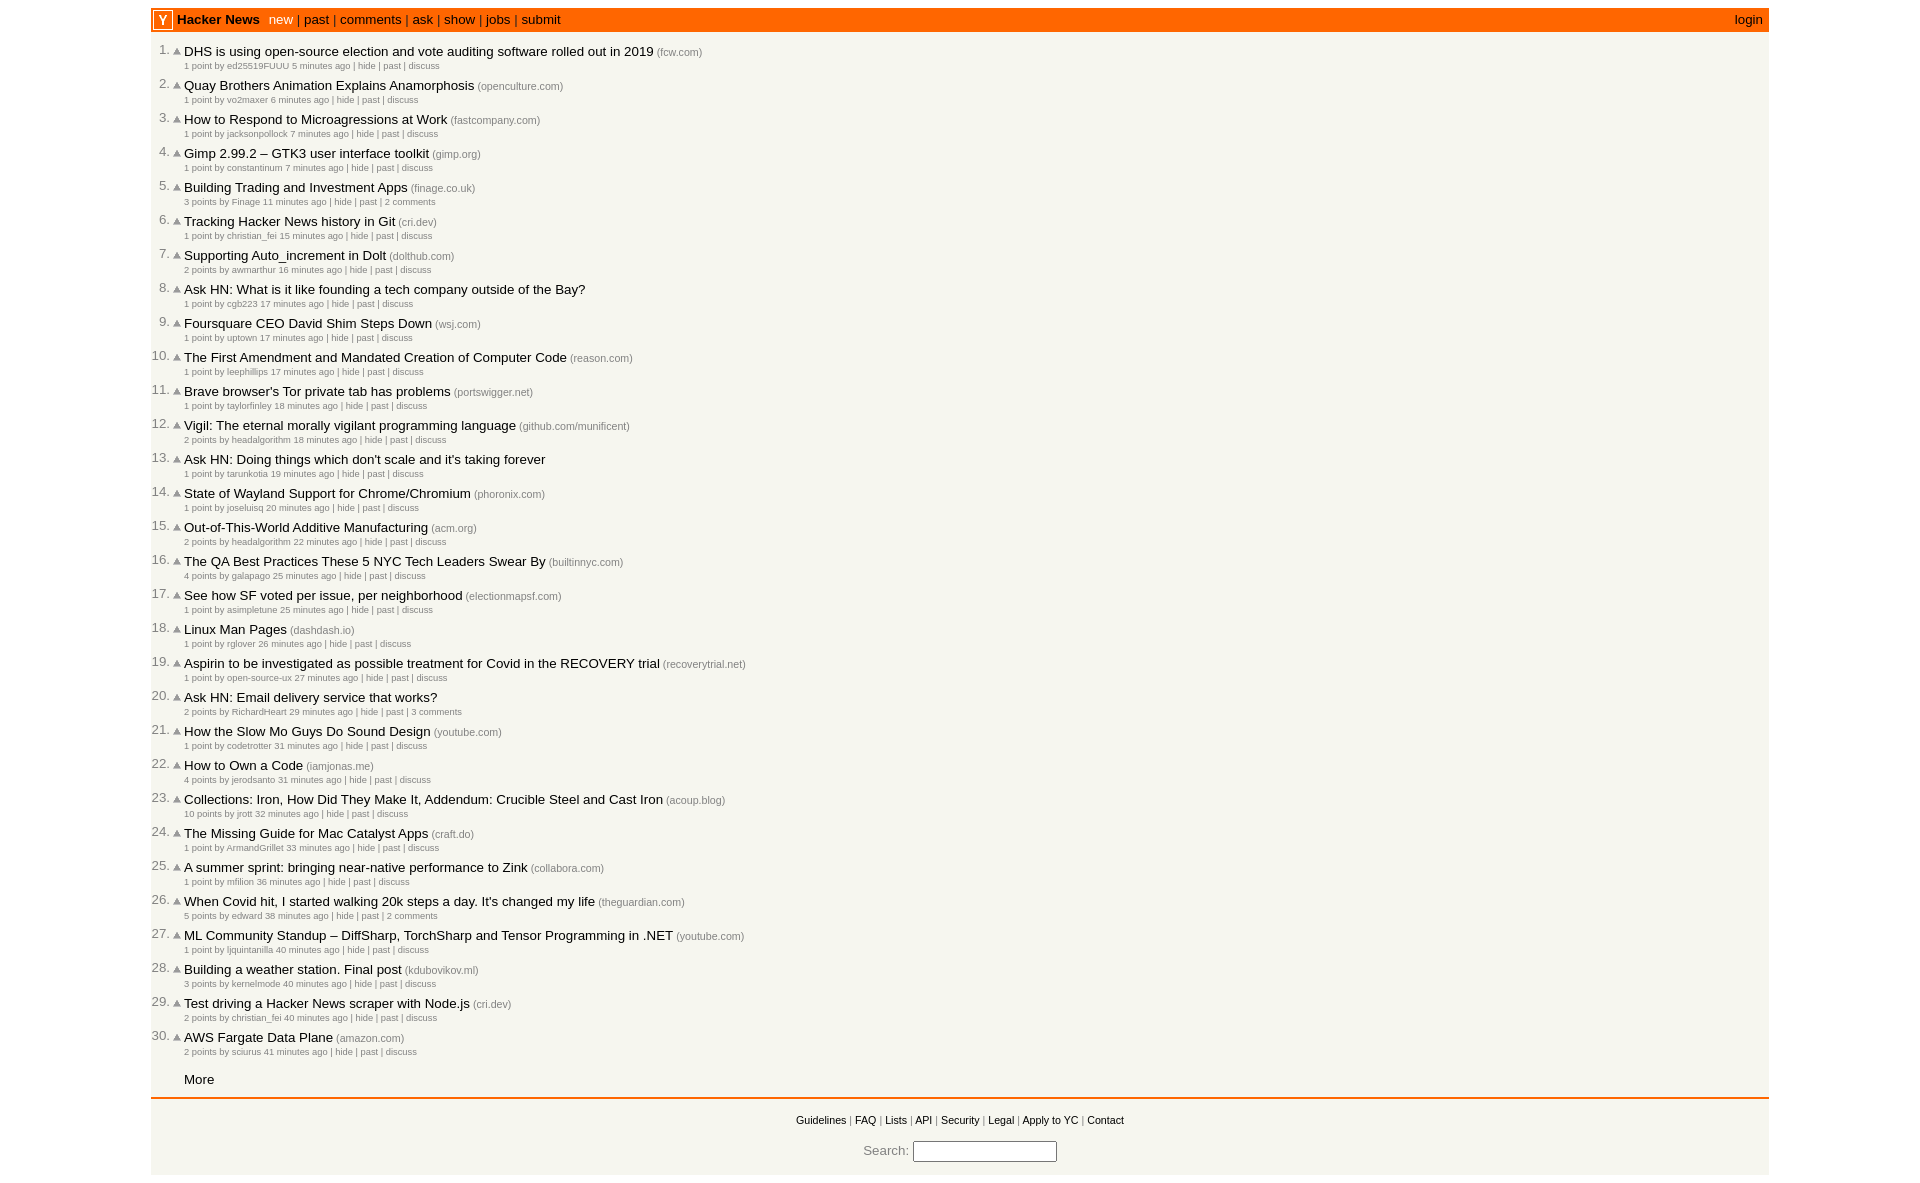 Y Hacker News new | past | comments | ask | show | jobs | submit login
1. DHS is using open-source election and vote auditing software rolled out in 2019 (fcw.com)
1 point by ed25519FUUU 5 minutes ago | hide | past | discuss
2. Quay Brothers Animation Explains Anamorphosis (openculture.com)
1 point by vo2maxer 6 minutes ago | hide | past | discuss
3. How to Respond to Microagressions at Work (fastcompany.com)
1 point by jacksonpollock 7 minutes ago | hide | past | discuss
4. Gimp 2.99.2 – GTK3 user interface toolkit (gimp.org)
1 point by constantinum 7 minutes ago | hide | past | discuss
5. Building Trading and Investment Apps (finage.co.uk)
3 points by Finage 11 minutes ago | hide | past | 2 comments
6. Tracking Hacker News history in Git (cri.dev)
1 point by christian_fei 15 minutes ago | hide | past | discuss
7. Supporting Auto_increment in Dolt (dolthub.com)
2 points by awmarthur 16 minutes ago | hide | past | discuss
8. Ask HN: What is it like founding a tech company outside of the Bay?
1 point by cgb223 17 minutes ago | hide | past | discuss
9. Foursquare CEO David Shim Steps Down (wsj.com)
1 point by uptown 17 minutes ago | hide | past | discuss
10. The First Amendment and Mandated Creation of Computer Code (reason.com)
1 point by leephillips 17 minutes ago | hide | past | discuss
11. Brave browser's Tor private tab has problems (portswigger.net)
1 point by taylorfinley 18 minutes ago | hide | past | discuss
12. Vigil: The eternal morally vigilant programming language (github.com/munificent)
2 points by headalgorithm 18 minutes ago | hide | past | discuss
13. Ask HN: Doing things which don't scale and it's taking forever
1 point by tarunkotia 19 minutes ago | hide | past | discuss
14. State of Wayland Support for Chrome/Chromium (phoronix.com)
1 point by joseluisq 20 minutes ago | hide | past | discuss
15. Out-of-This-World Additive Manufacturing (acm.org)
2 points by headalgorithm 22 minutes ago | hide | past | discuss
16. The QA Best Practices These 5 NYC Tech Leaders Swear By (builtinnyc.com)
4 points by galapago 25 minutes ago | hide | past | discuss
17. See how SF voted per issue, per neighborhood (electionmapsf.com)
1 point by asimpletune 25 minutes ago | hide | past | discuss
18. Linux Man Pages (dashdash.io)
1 point by rglover 26 minutes ago | hide | past | discuss
19. Aspirin to be investigated as possible treatment for Covid in the RECOVERY trial (recoverytrial.net)
1 point by open-source-ux 27 minutes ago | hide | past | discuss
20. Ask HN: Email delivery service that works?
2 points by RichardHeart 29 minutes ago | hide | past | 3 comments
21. How the Slow Mo Guys Do Sound Design (youtube.com)
1 point by codetrotter 31 minutes ago | hide | past | discuss
22. How to Own a Code (iamjonas.me)
4 points by jerodsanto 31 minutes ago | hide | past | discuss
23. Collections: Iron, How Did They Make It, Addendum: Crucible Steel and Cast Iron (acoup.blog)
10 points by jrott 32 minutes ago | hide | past | discuss
24. The Missing Guide for Mac Catalyst Apps (craft.do)
1 point by ArmandGrillet 33 minutes ago | hide | past | discuss
25. A summer sprint: bringing near-native performance to Zink (collabora.com)
1 point by mfilion 36 minutes ago | hide | past | discuss
26. When Covid hit, I started walking 20k steps a day. It's changed my life (theguardian.com)
5 points by edward 38 minutes ago | hide | past | 2 comments
27. ML Community Standup – DiffSharp, TorchSharp and Tensor Programming in .NET (youtube.com)
1 point by ljquintanilla 40 minutes ago | hide | past | discuss
28. Building a weather station. Final post (kdubovikov.ml)
3 points by kernelmode 40 minutes ago | hide | past | discuss
29. Test driving a Hacker News scraper with Node.js (cri.dev)
2 points by christian_fei 40 minutes ago | hide | past | discuss
30. AWS Fargate Data Plane (amazon.com)
2 points by sciurus 41 minutes ago | hide | past | discuss
More
Guidelines | FAQ | Lists | API | Security | Legal | Apply to YC | Contact
Search: